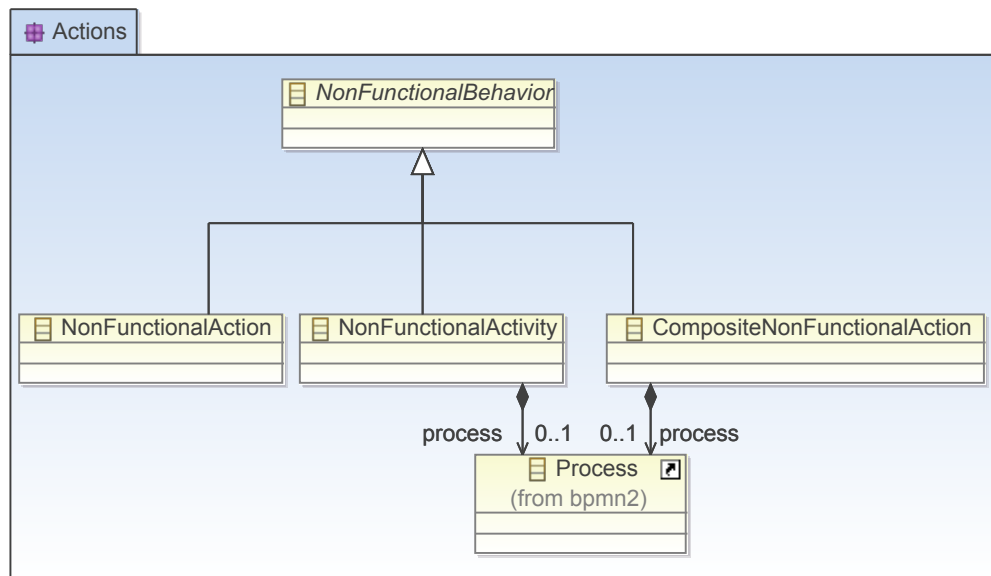 Actions
NonFunctionalBehavior
NonFunctionalAction
NonFunctionalActivity
CompositeNonFunctionalAction
process 0..1 0..1 process
Process
(from bpmn2)